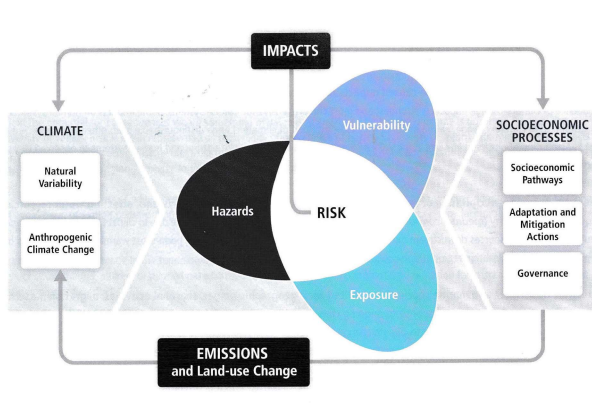 IMPACTS
CLIMATE
Natural
Variability
Anthropogenic
Climate Change
Vulnerability
Hazards
RISK
Exposure
SOCIOECONOMIC
PROCESSES
Socioeconomic
Pathways
Adaptation and
Mitigation
Actions
Governance
EMISSIONS
and Land-use Change